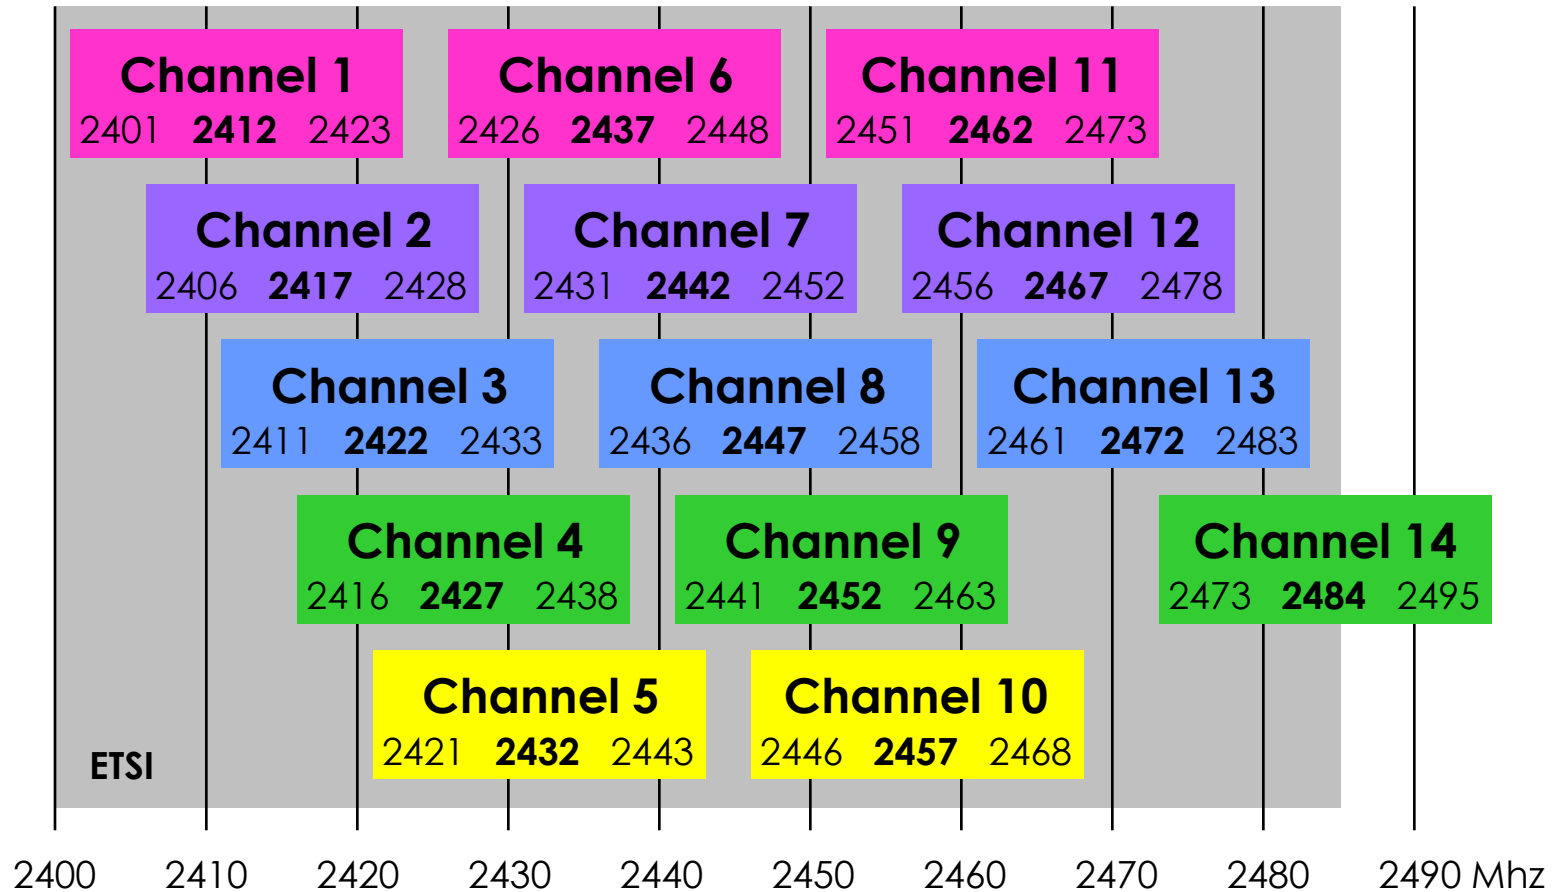 Channel 1
2401 2412 2423
Channel 6
2426 2437 2448
Channel 11
2451 2462 2473
Channel 2
2406 2417 2428
Channel 7
2431 2442 2452
Channel 12
2456 2467 2478
Channel 3
2411 2422 2433
Channel 8
2436 2447 2458
Channel 13
2461 2472 2483
Channel 4
2416 2427 2438
Channel 9
2441 2452 2463
Channel 14
2473 2484 2495
Channel 5
2421 2432 2443
Channel 10
2446 2457 2468
ETSI
2400 2410 2420 2430 2440 2450 2460 2470 2480 2490 Mhz